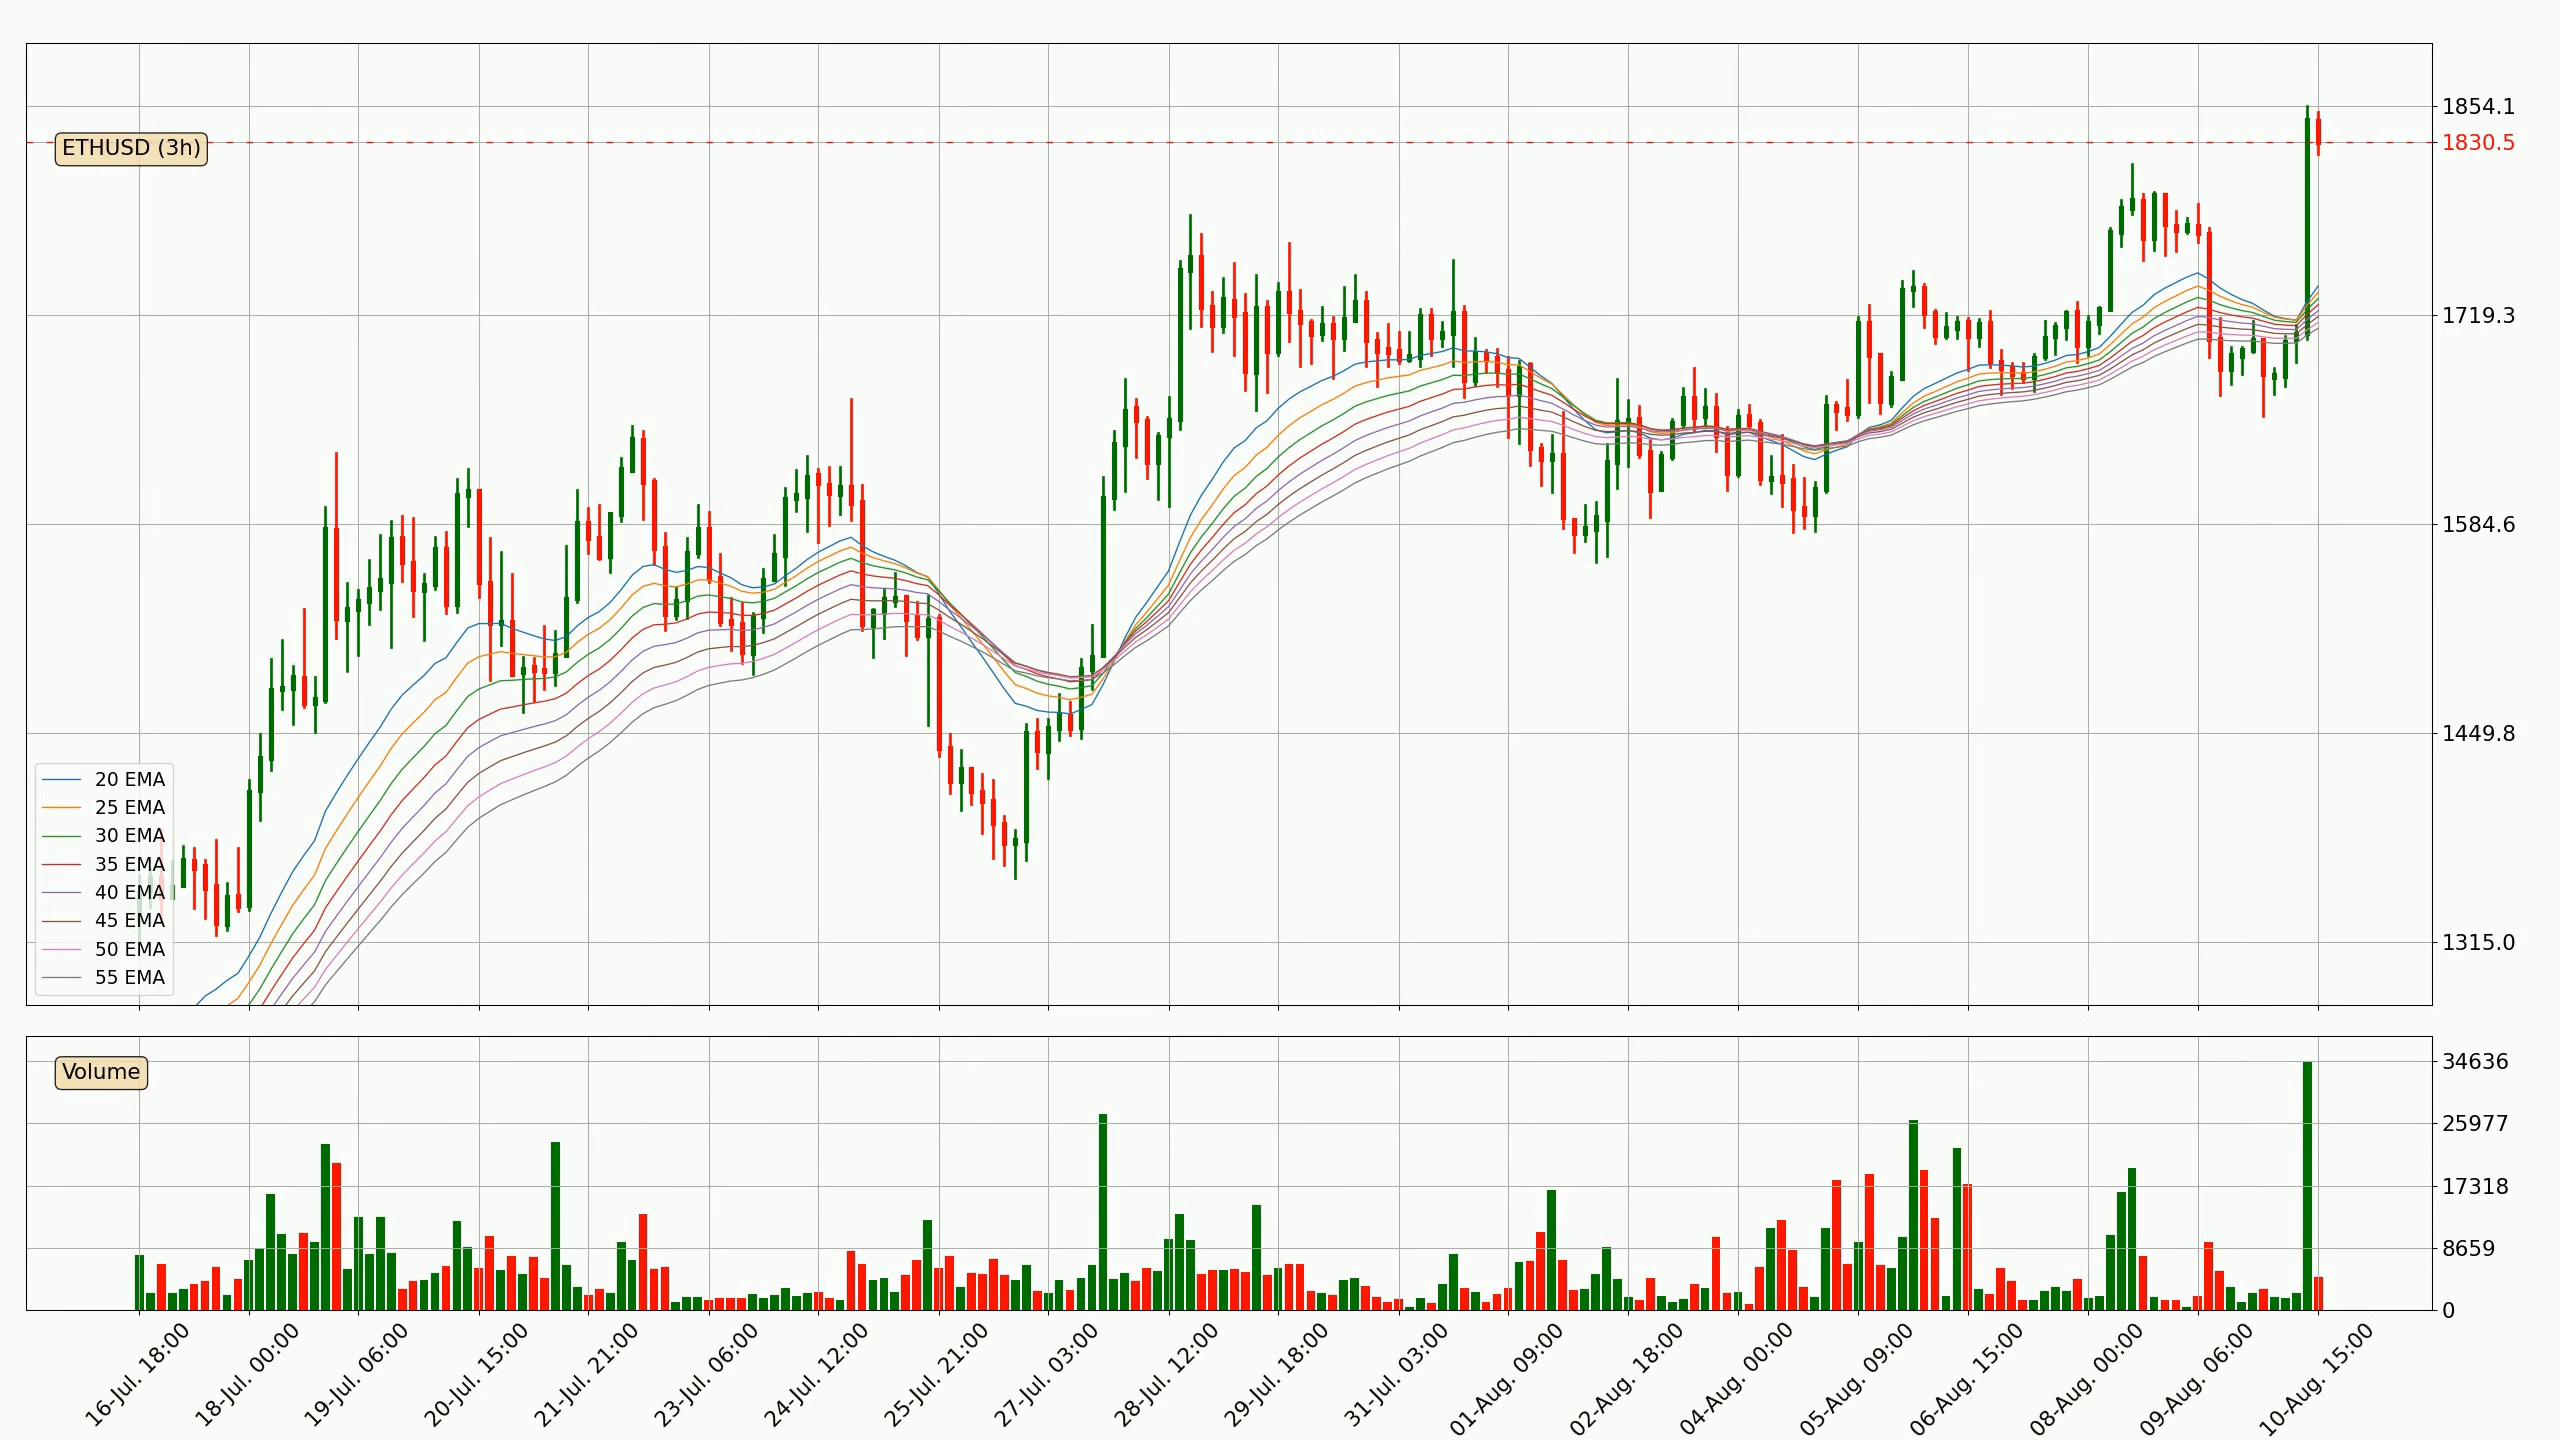 1854.1
ETHUSD (3h)
1830.5
1719.3
1584.6
1449.8
20 EMA
25 EMA
30 EMA
35 EMA
40 EMA
45 EMA
50 EMA
55 EMA
1315.0
Volume
34636
25977
17318
8659
0
16-Jul. 18:00
18-Jul. 00:00
19-Jul. 06:00
20-Jul. 15:00
21-Jul. 21:00
23-Jul. 06:00
24-Jul. 12:00
25-Jul. 21:00
27-Jul. 03:00
28-Jul. 12:00
29-Jul. 18:00
31-Jul. 03:00
01-Aug. 09:00
02-Aug. 18:00
04-Aug. 00:00
05-Aug. 09:00
06-Aug. 15:00
08-Aug. 00:00
09-Aug. 06:00
10-Aug. 15:00